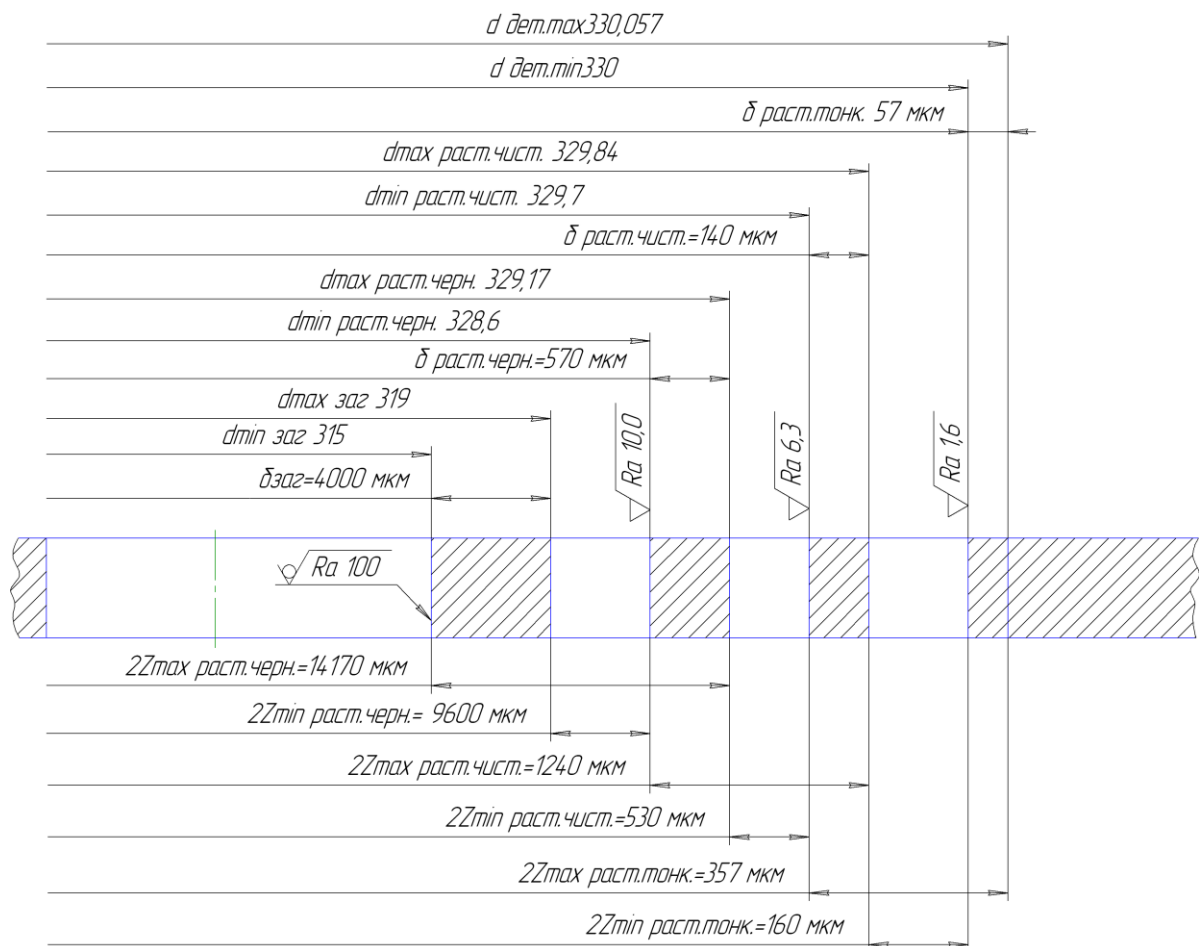 d дет.max330,057
d дет.min330
δ раст.тонк. 57 мкм
dmax раст.чист. 329,84
dmin раст.чист. 329,7
δ раст.чист.=140 мкм
dmax раст.черн. 329,17
dmin раст.черн. 328,6
δ раст.черн.=570 мкм
dmax заг 319
dmin заг 315
δзаг=4000 мкм
Ra 10,0
Ra 6,3
Ra 1,6
Ra 100
2Zmax раст.черн.=14170 мкм
2Zmin раст.черн.= 9600 мкм
2Zmax раст.чист.=1240 мкм
2Zmin раст.чист.=530 мкм
2Zmax раст.тонк.=357 мкм
2Zmin раст.тонк.=160 мкм